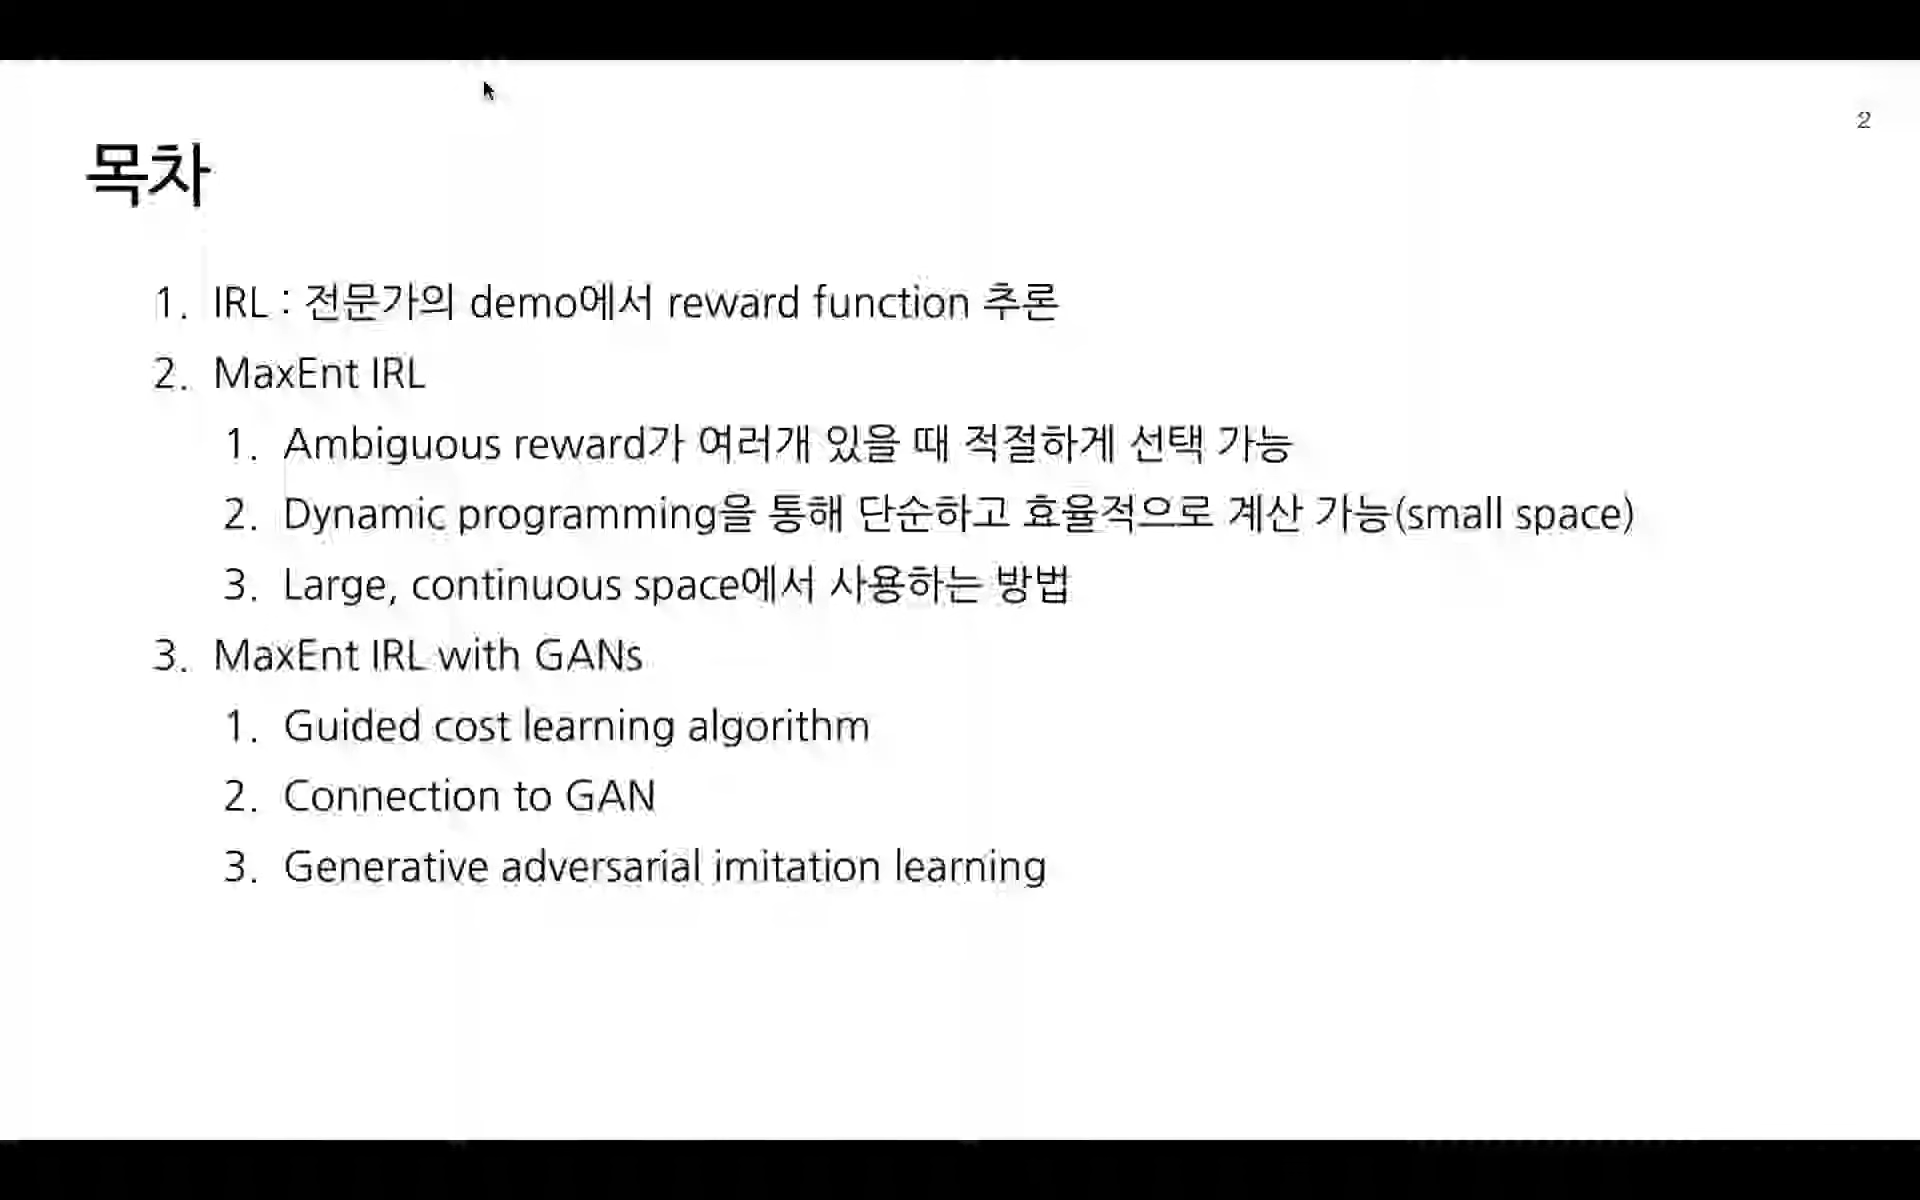 2
목차
1. IRL : 전문가의 demo에서 reward function 추론
2. MaxEnt IRL
1. Ambiguous reward가 여러개 있을 때 적절하게 선택 가능
2. Dynamic programming을 통해 단순하고 효율적으로 계산 가능(small space)
3. Large, continuous space에서 사용하는 방법
3. MaxEnt IRL with GANs
1. Guided cost learning algorithm
2. Connection to GAN
3. Generative adversarial imitation learning